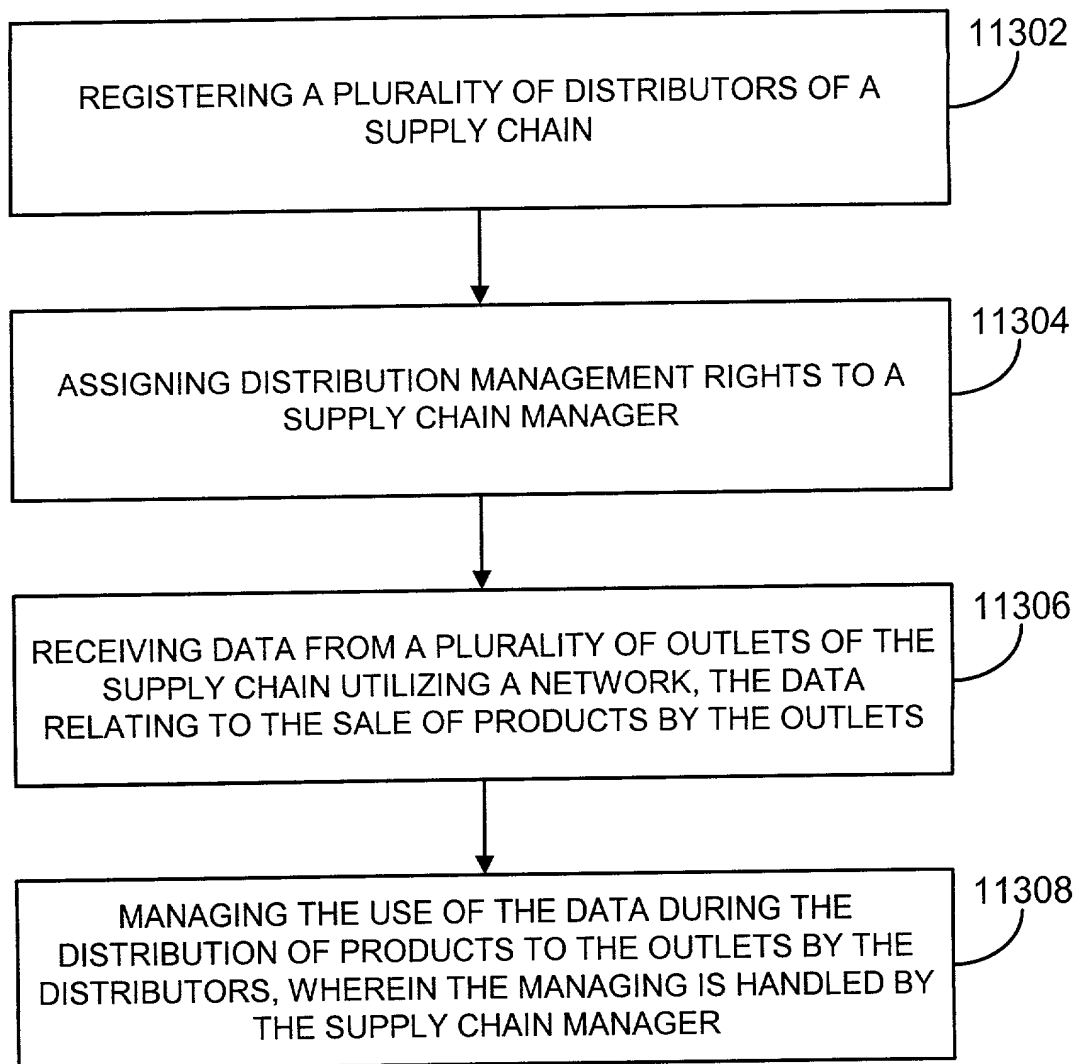 11302
REGISTERING A PLURALITY OF DISTRIBUTORS OF A
SUPPLY CHAIN
11304
ASSIGNING DISTRIBUTION MANAGEMENT RIGHTS TO A
SUPPLY CHAIN MANAGER
11306
RECEIVING DATA FROM A PLURALITY OF OUTLETS OF THE
SUPPLY CHAIN UTILIZING A NETWORK, THE DATA
RELATING TO THE SALE OF PRODUCTS BY THE OUTLETS
11308
MANAGING THE USE OF THE DATA DURING THE
DISTRIBUTION OF PRODUCTS TO THE OUTLETS BY THE
DISTRIBUTORS, WHEREIN THE MANAGING IS HANDLED BY
THE SUPPLY CHAIN MANAGER